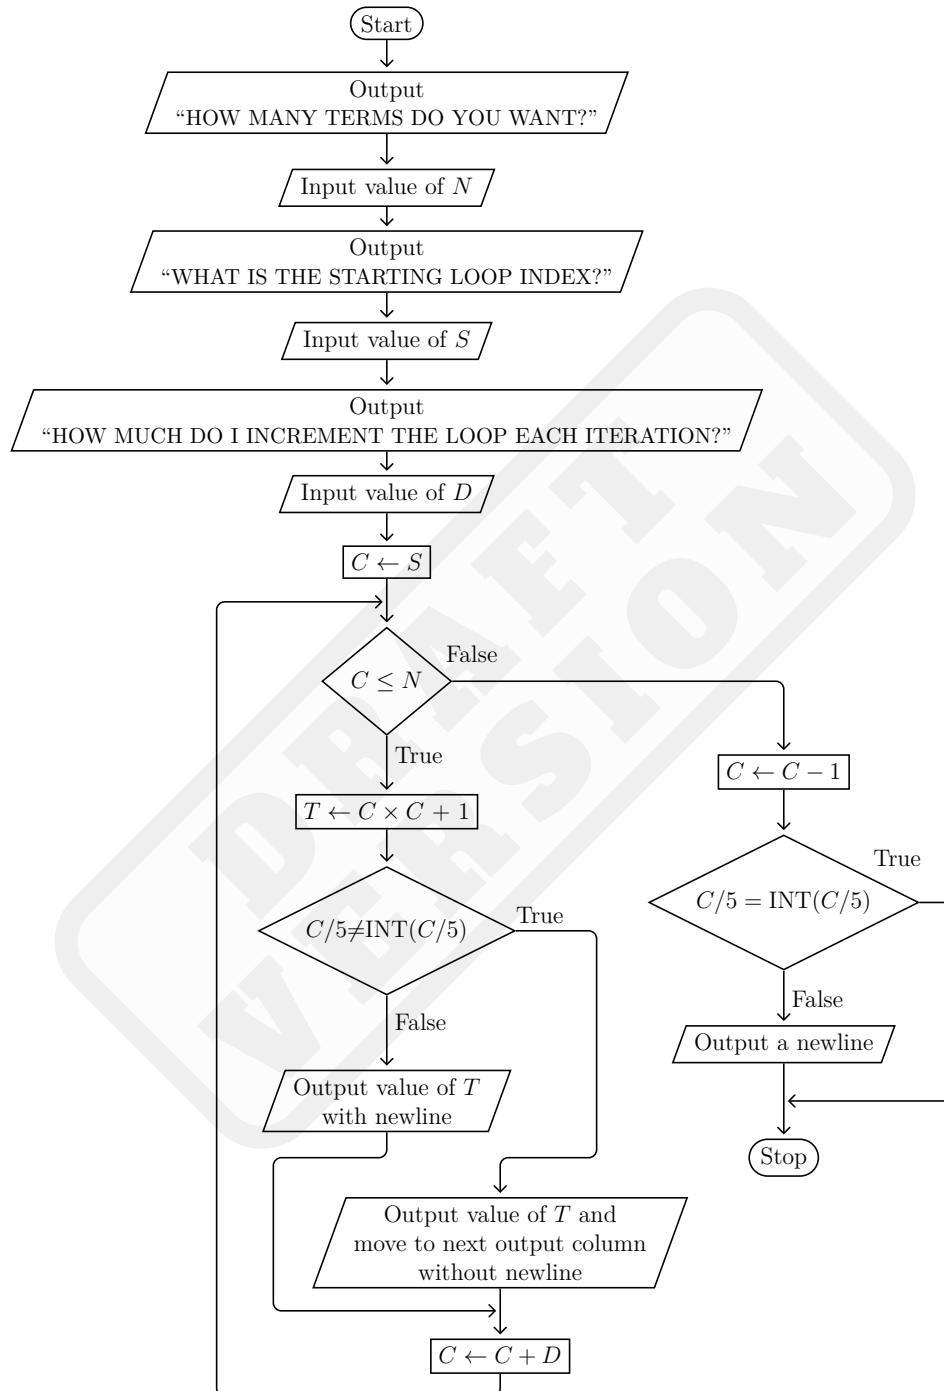 Start
Output
“HOW MANY TERMS DO YOU WANT?”
Input value of N
Output
“WHAT IS THE STARTING LOOP INDEX?”
Input value of S
Output
“HOW MUCH DO I INCREMENT THE LOOP EACH ITERATION?”
Input value of D
C ← S
C ≤ N
False
True
T ← C × C + 1
C/5≠INT(C/5)
True
False
Output value of T
with newline
Output value of T and
move to next output column
without newline
C ← C + D
C ← C − 1
C/5 = INT(C/5)
True
False
Output a newline
Stop
DRAFT
VERSION